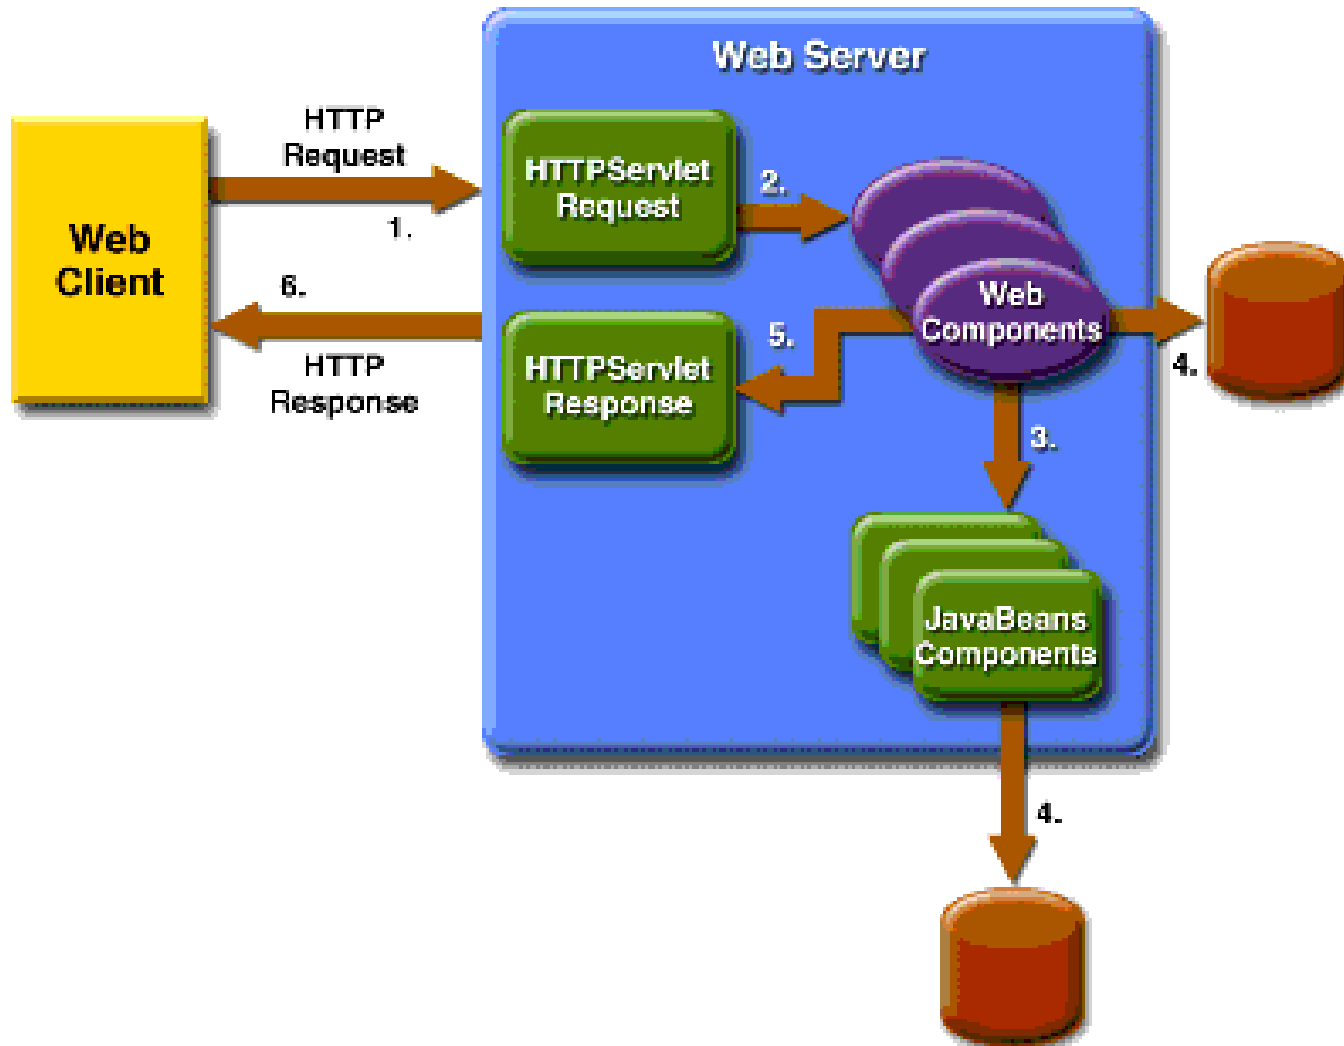 Web Server
HTTP
Request
1.
Web
Client
6.
HTTP
Response
HTTPServlet
Request
2.
HTTPServlet
Response
5.
Web
Components
4.
3.
JavaBeans
Components
4.